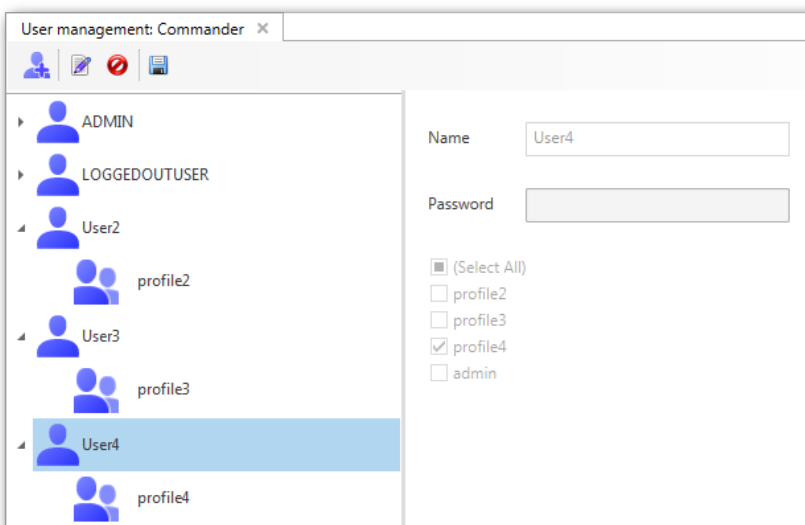 User management: Commander
ADMIN
LOGGEDOUTUSER
User2
profile2
User3
profile3
User4
profile4
Name
User4
Password
(Select All)
profile2
profile3
profile4
admin